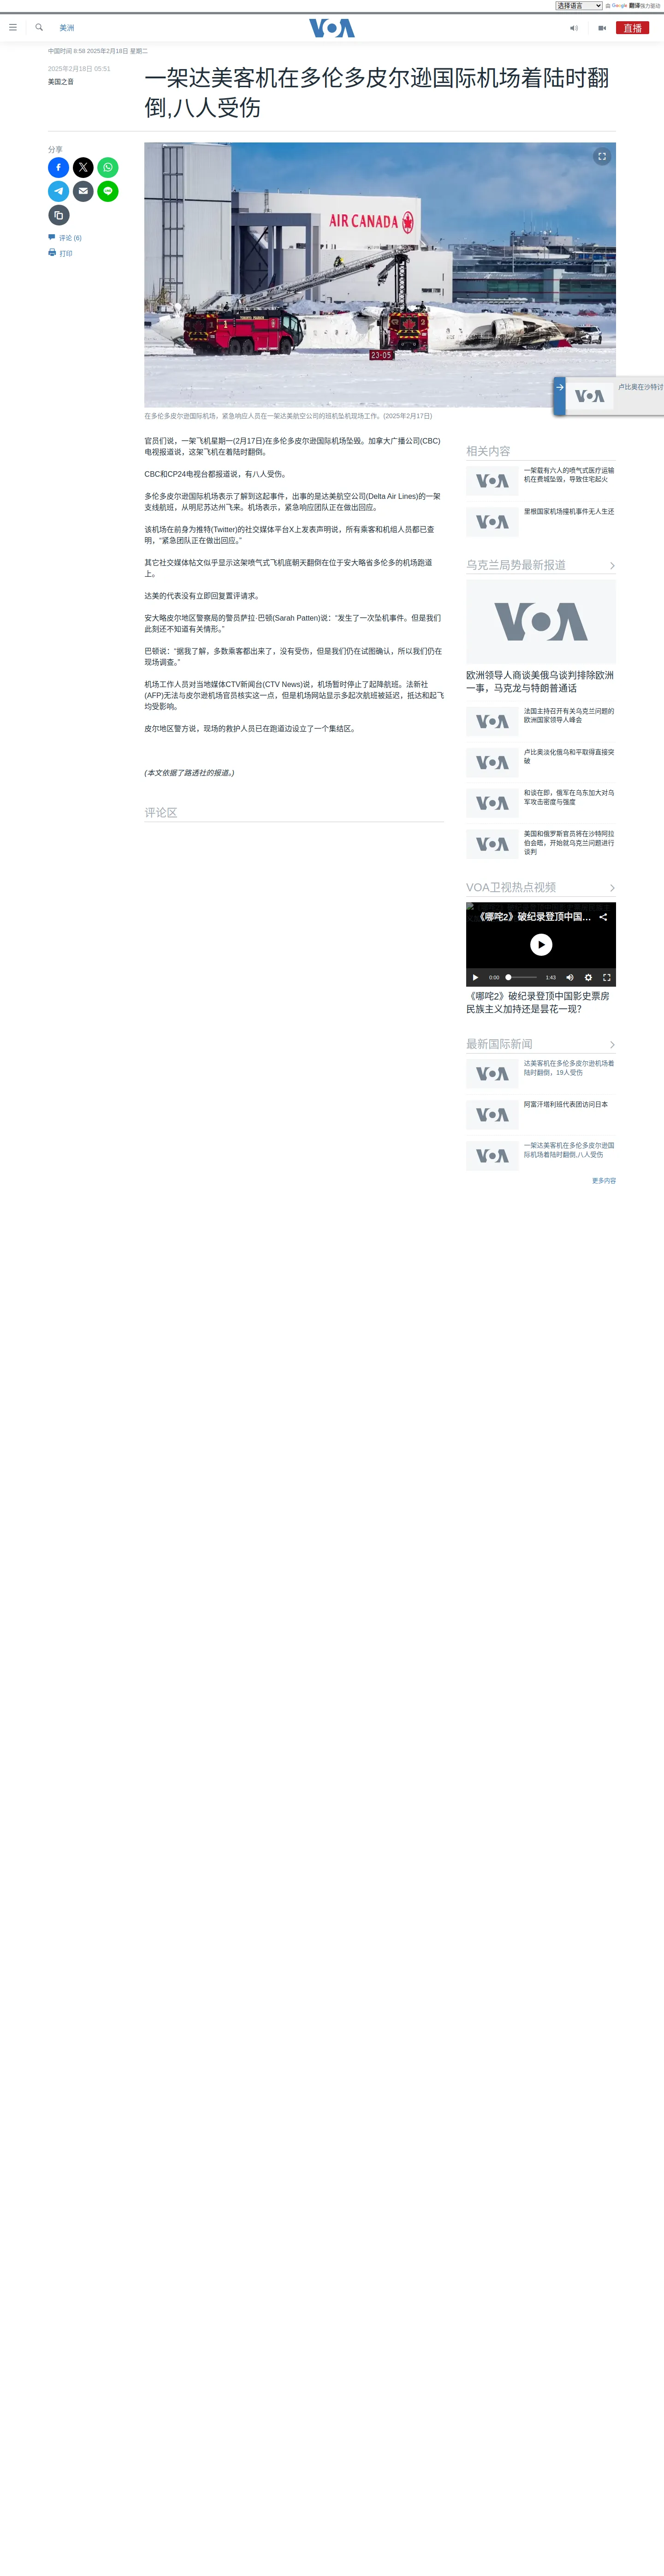 选择语言
由 Google 翻译强力驱动
美洲
VOA
直播
中国时间 8:58 2025年2月18日 星期二
2025年2月18日 05:51
美国之音
一架达美客机在多伦多皮尔逊国际机场着陆时翻
倒,八人受伤
分享
评论 (6)
打印
AIR CANADA
23-05
在多伦多皮尔逊国际机场，紧急响应人员在一架达美航空公司的班机坠机现场工作。(2025年2月17日)
VOA
卢比奥在沙特讨
官员们说，一架飞机星期一(2月17日)在多伦多皮尔逊国际机场坠毁。加拿大广播公司(CBC)
电视报道说，这架飞机在着陆时翻倒。
CBC和CP24电视台都报道说，有八人受伤。
多伦多皮尔逊国际机场表示了解到这起事件，出事的是达美航空公司(Delta Air Lines)的一架
支线航班，从明尼苏达州飞来。机场表示，紧急响应团队正在做出回应。
该机场在前身为推特(Twitter)的社交媒体平台X上发表声明说，所有乘客和机组人员都已查
明，“紧急团队正在做出回应。”
其它社交媒体帖文似乎显示这架喷气式飞机底朝天翻倒在位于安大略省多伦多的机场跑道
上。
达美的代表没有立即回复置评请求。
安大略皮尔地区警察局的警员萨拉·巴顿(Sarah Patten)说：“发生了一次坠机事件。但是我们
此刻还不知道有关情形。”
巴顿说：“据我了解，多数乘客都出来了，没有受伤，但是我们仍在试图确认，所以我们仍在
现场调查。”
机场工作人员对当地媒体CTV新闻台(CTV News)说，机场暂时停止了起降航班。法新社
(AFP)无法与皮尔逊机场官员核实这一点，但是机场网站显示多起次航班被延迟，抵达和起飞
均受影响。
皮尔地区警方说，现场的救护人员已在跑道边设立了一个集结区。
(本文依据了路透社的报道。)
评论区
相关内容
VOA
一架载有六人的喷气式医疗运输
机在费城坠毁，导致住宅起火
VOA
里根国家机场撞机事件无人生还
乌克兰局势最新报道
VOA
欧洲领导人商谈美俄乌谈判排除欧洲
一事，马克龙与特朗普通话
VOA
法国主持召开有关乌克兰问题的
欧洲国家领导人峰会
VOA
卢比奥淡化俄乌和平取得直接突
破
VOA
和谈在即，俄军在乌东加大对乌
军攻击密度与强度
VOA
美国和俄罗斯官员将在沙特阿拉
伯会晤，开始就乌克兰问题进行
谈判
VOA卫视热点视频
《哪吒2》破纪录登顶中国…
0:00
1:43
《哪吒2》破纪录登顶中国影史票房
民族主义加持还是昙花一现？
最新国际新闻
VOA
达美客机在多伦多皮尔逊机场着
陆时翻倒，19人受伤
VOA
阿富汗塔利班代表团访问日本
VOA
一架达美客机在多伦多皮尔逊国
际机场着陆时翻倒,八人受伤
更多内容